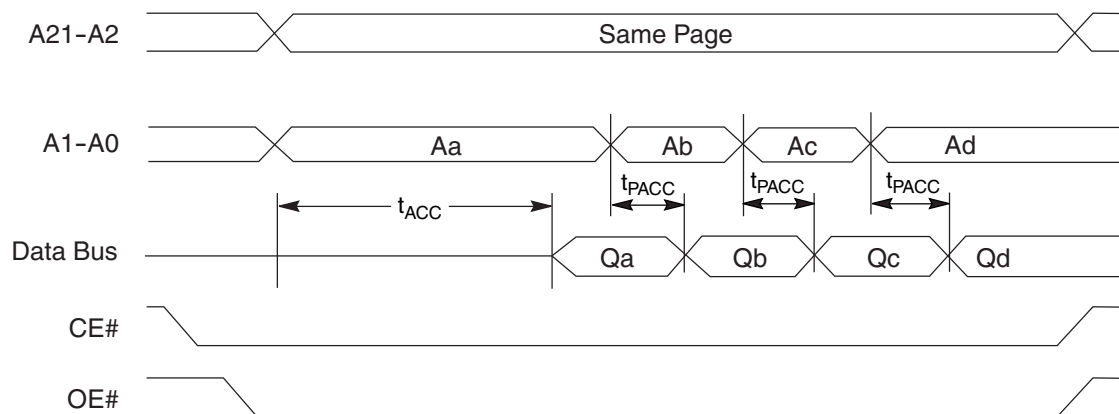 A21–A2 Same Page
A1–A0 Aa Ab Ac Ad
tPACC tPACC tPACC
tACC
Data Bus Qa Qb Qc Qd
CE#
OE#